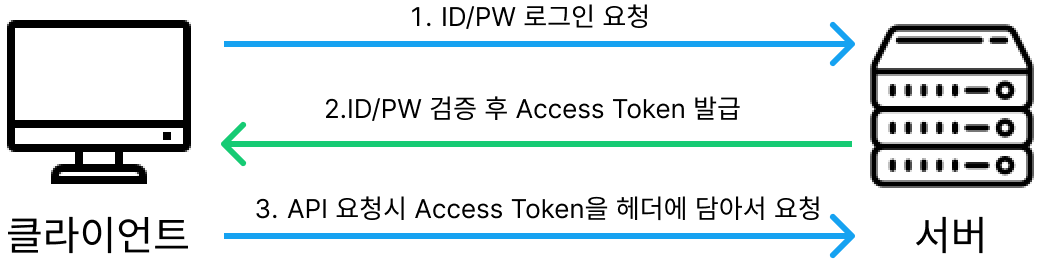 1. ID/PW 로그인 요청
2.ID/PW 검증 후 Access Token 발급
3. API 요청시 Access Token을 헤더에 담아서 요청
클라이언트
서버